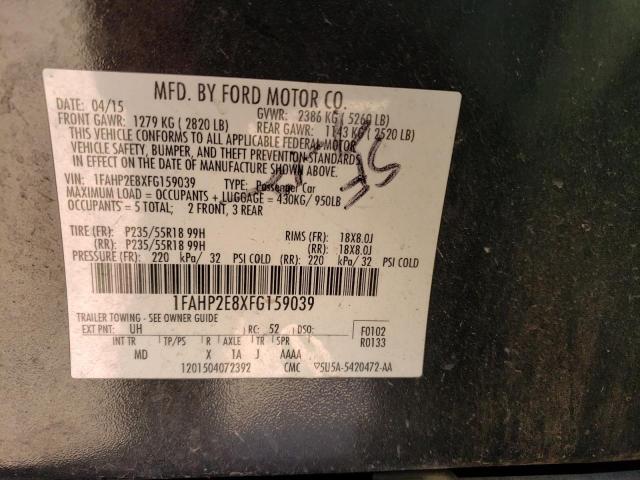 MFD. BY FORD MOTOR CO.
DATE: 04/15 GVWR: 2386 KG ( 5260 LB)
FRONT GAWR: 1279 KG ( 2820 LB) REAR GAWR: 1143 KG ( 2520 LB)
THIS VEHICLE CONFORMS TO ALL APPLICABLE FEDERAL MOTOR
VEHICLE SAFETY, BUMPER, AND THEFT PREVENTION STANDARDS
IN EFFECT ON THE DATE OF MANUFACTURE SHOWN ABOVE.
VIN: 1FAHP2E8XFG159039 TYPE: Passenger Car
MAXIMUM LOAD = OCCUPANTS + LUGGAGE = 430KG/ 950LB
OCCUPANTS = 5 TOTAL; 2 FRONT, 3 REAR
TIRE (FR): P235/55R18 99H RIMS (FR): 18X8.0J
(RR): P235/55R18 99H (RR): 18X8.0J
PRESSURE (FR): 220 kPa/ 32 PSI COLD (RR): 220 kPa/ 32 PSI COLD
1FAHP2E8XFG159039
TRAILER TOWING - SEE OWNER GUIDE
EXT PNT: UH RC: 52 DSO: F0102
INT TR TP/PS R AXLE TR SPR R0133
MD X 1A J AAAA
1201504072392 CMC 5U5A-5420472-AA